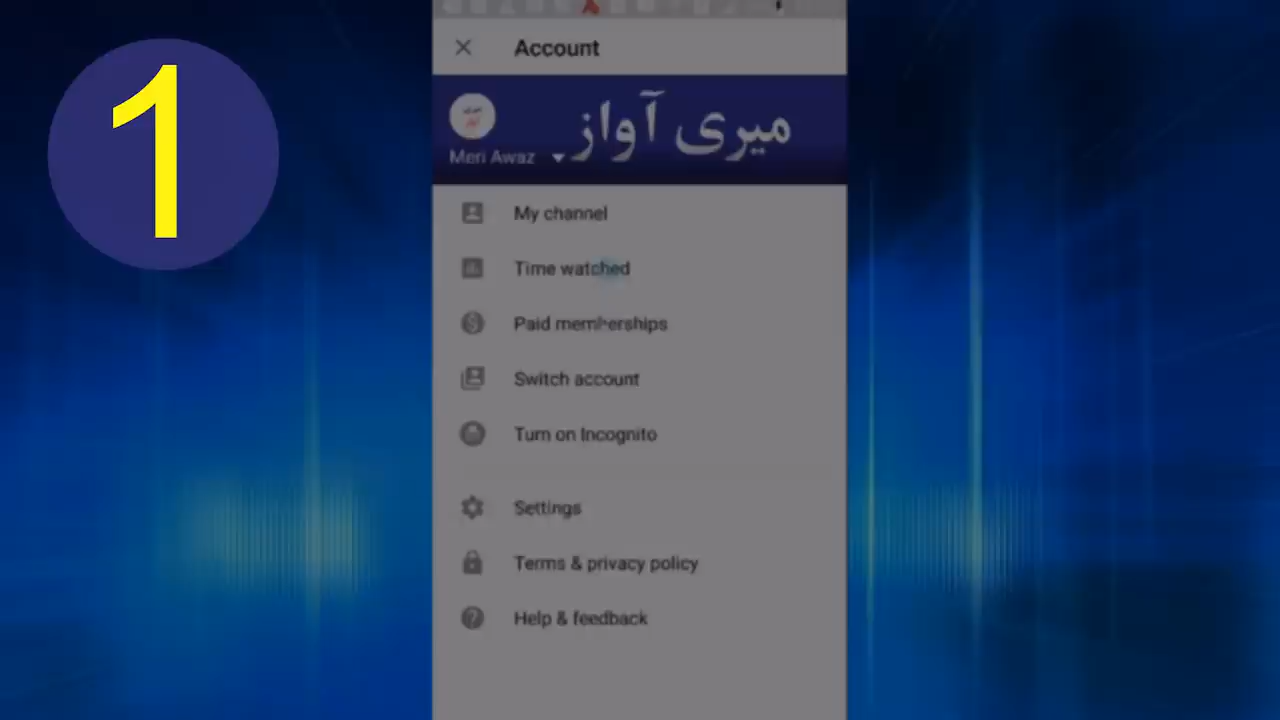 1
Account
میری آواز
Meri Awaz
My channel
Time watched
Paid memberships
Switch account
Turn on Incognito
Settings
Terms & privacy policy
Help & feedback